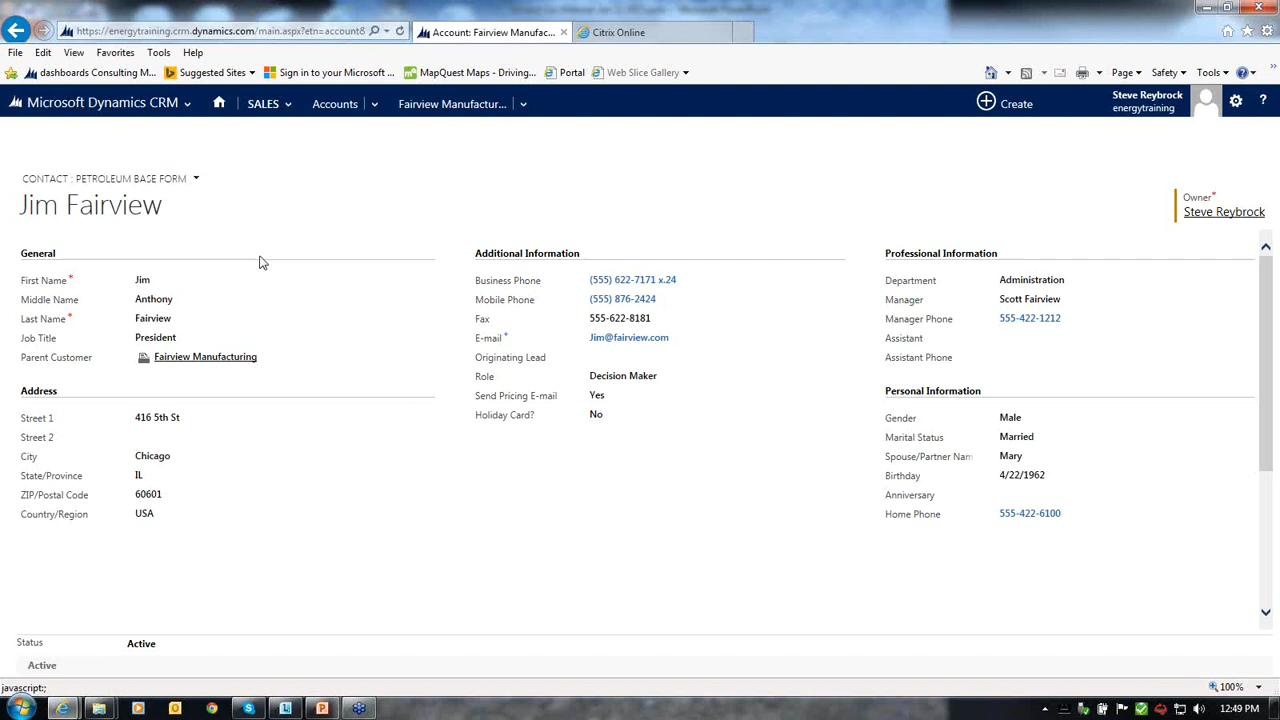 https://energytraining.crm.dynamics.com/main.aspx?etn=account8
Account: Fairview Manufac...
Citrix Online
File Edit View Favorites Tools Help
dashboards Consulting M... Suggested Sites Sign in to your Microsoft ... MapQuest Maps - Driving,... Portal Web Slice Gallery Page Safety Tools
Microsoft Dynamics CRM SALES Accounts Fairview Manufactur... Create Steve Reybrock ?
energytraining
CONTACT : PETROLEUM BASE FORM
Jim Fairview
Owner*
Steve Reybrock
General
First Name * Jim
Middle Name Anthony
Last Name * Fairview
Job Title President
Parent Customer Fairview Manufacturing
Address
Street 1 416 5th St
Street 2
City Chicago
State/Province IL
ZIP/Postal Code 60601
Country/Region USA
Additional Information
Business Phone (555) 622-7171 x.24
Mobile Phone (555) 876-2424
Fax 555-622-8181
E-mail * Jim@fairview.com
Originating Lead
Role Decision Maker
Send Pricing E-mail Yes
Holiday Card? No
Professional Information
Department Administration
Manager Scott Fairview
Manager Phone 555-422-1212
Assistant
Assistant Phone
Personal Information
Gender Male
Marital Status Married
Spouse/Partner Nam Mary
Birthday 4/22/1962
Anniversary
Home Phone 555-422-6100
Status Active
Active
javascript:;
100%
12:49 PM